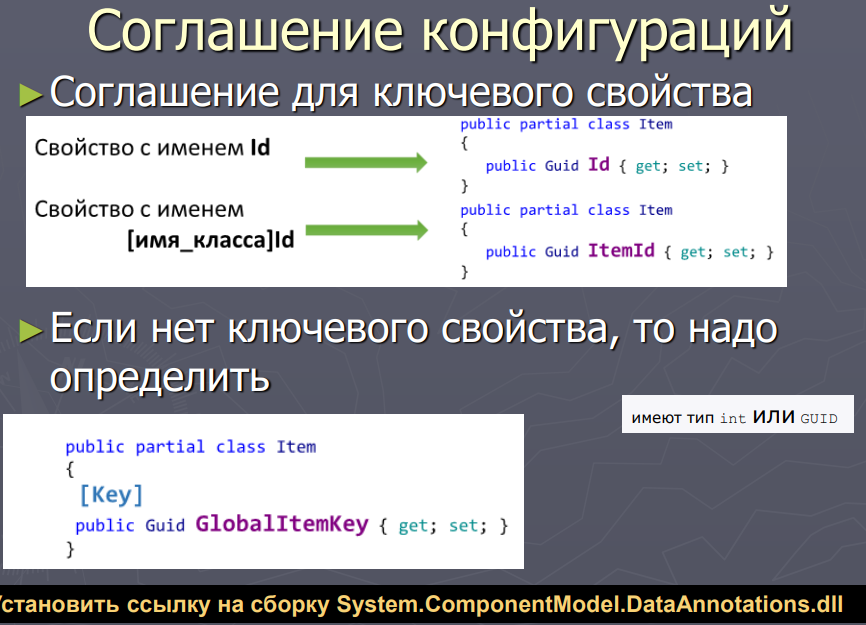 Соглашение конфигураций
Соглашение для ключевого свойства
Свойство с именем Id
public partial class Item
{
public Guid Id { get; set; }
}
Свойство с именем
[имя_класса]Id
public partial class Item
{
public Guid ItemId { get; set; }
}
Если нет ключевого свойства, то надо
определить
имеют тип int или GUID
public partial class Item
{
[Key]
public Guid GlobalItemKey { get; set; }
}
Установить ссылку на сборку System.ComponentModel.DataAnnotations.dll